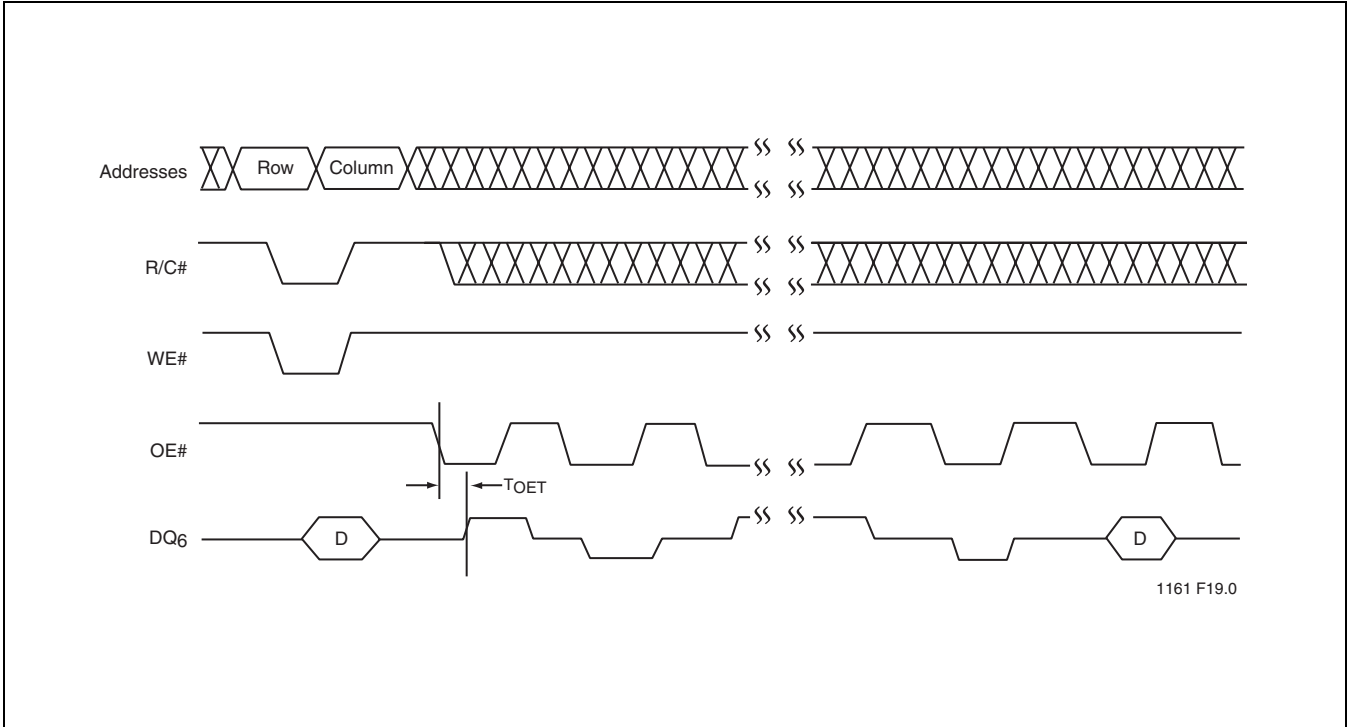 Addresses
Row
Column
R/C#
WE#
OE#
TOET
DQ6
D
D
1161 F19.0